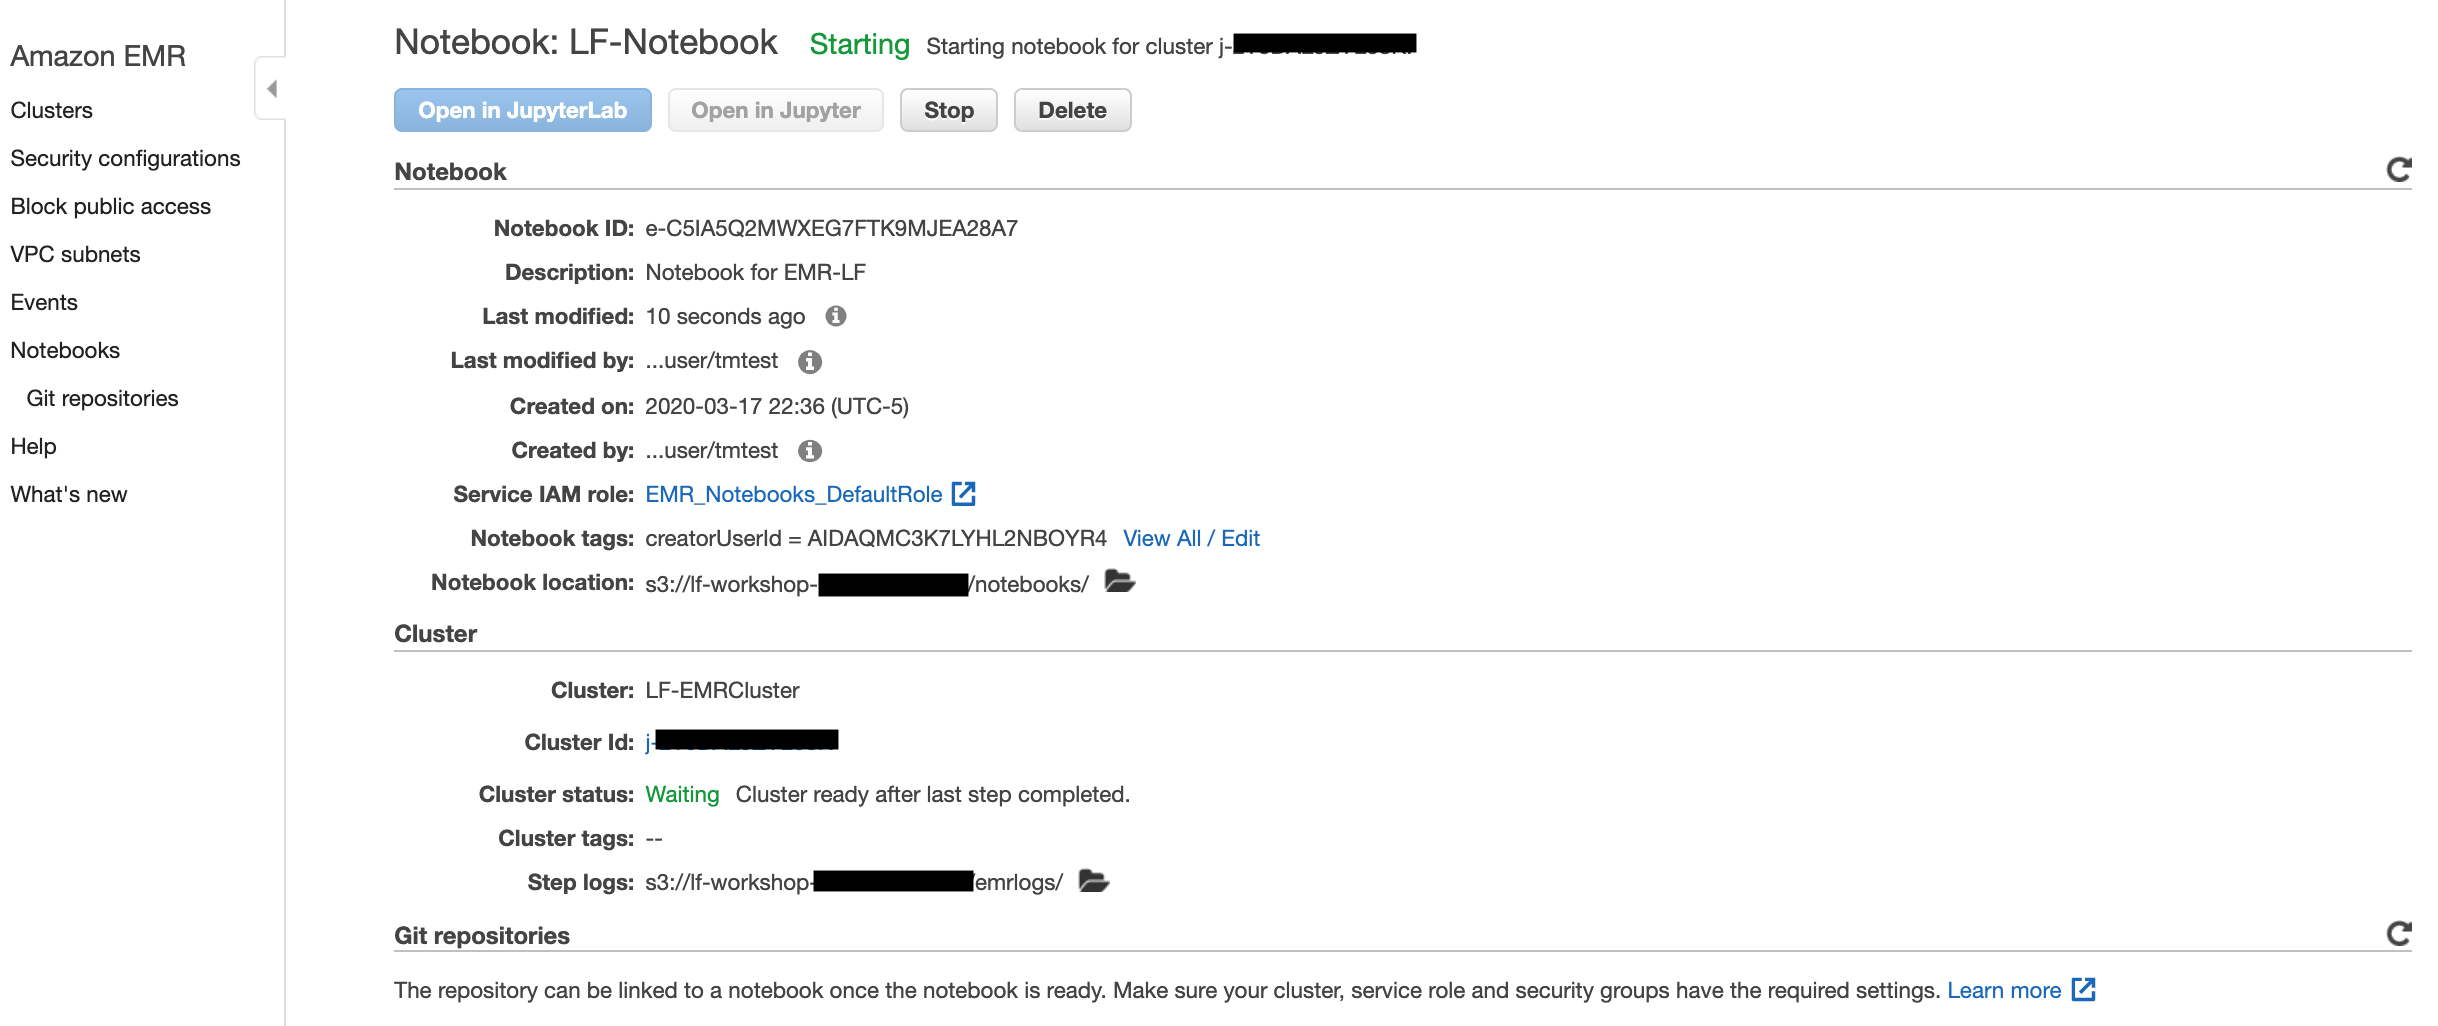 Amazon EMR
Clusters
Security configurations
Block public access
VPC subnets
Events
Notebooks
Git repositories
Help
What's new
Notebook: LF-Notebook Starting Starting notebook for cluster j-
Open in JupyterLab Open in Jupyter Stop Delete
Notebook
Notebook ID: e-C5IA5Q2MWXEG7FTK9MJEA28A7
Description: Notebook for EMR-LF
Last modified: 10 seconds ago
Last modified by: ...user/tmtest
Created on: 2020-03-17 22:36 (UTC-5)
Created by: ...user/tmtest
Service IAM role: EMR_Notebooks_DefaultRole
Notebook tags: creatorUserId = AIDAQMC3K7LYHL2NBOYR4 View All / Edit
Notebook location: s3://lf-workshop- /notebooks/
Cluster
Cluster: LF-EMRCluster
Cluster Id: j-
Cluster status: Waiting Cluster ready after last step completed.
Cluster tags: --
Step logs: s3://lf-workshop- emrlogs/
Git repositories
The repository can be linked to a notebook once the notebook is ready. Make sure your cluster, service role and security groups have the required settings. Learn more